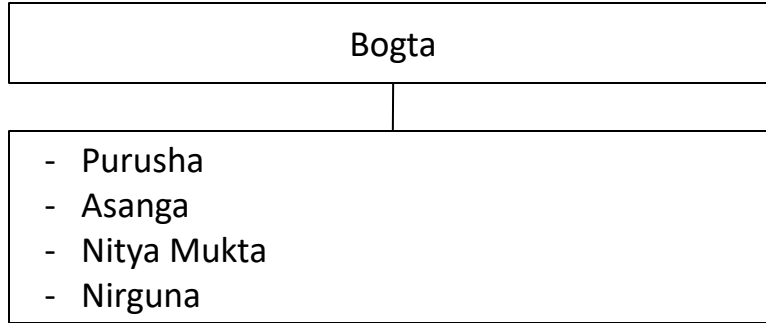 Bogta
- Purusha
- Asanga
- Nitya Mukta
- Nirguna